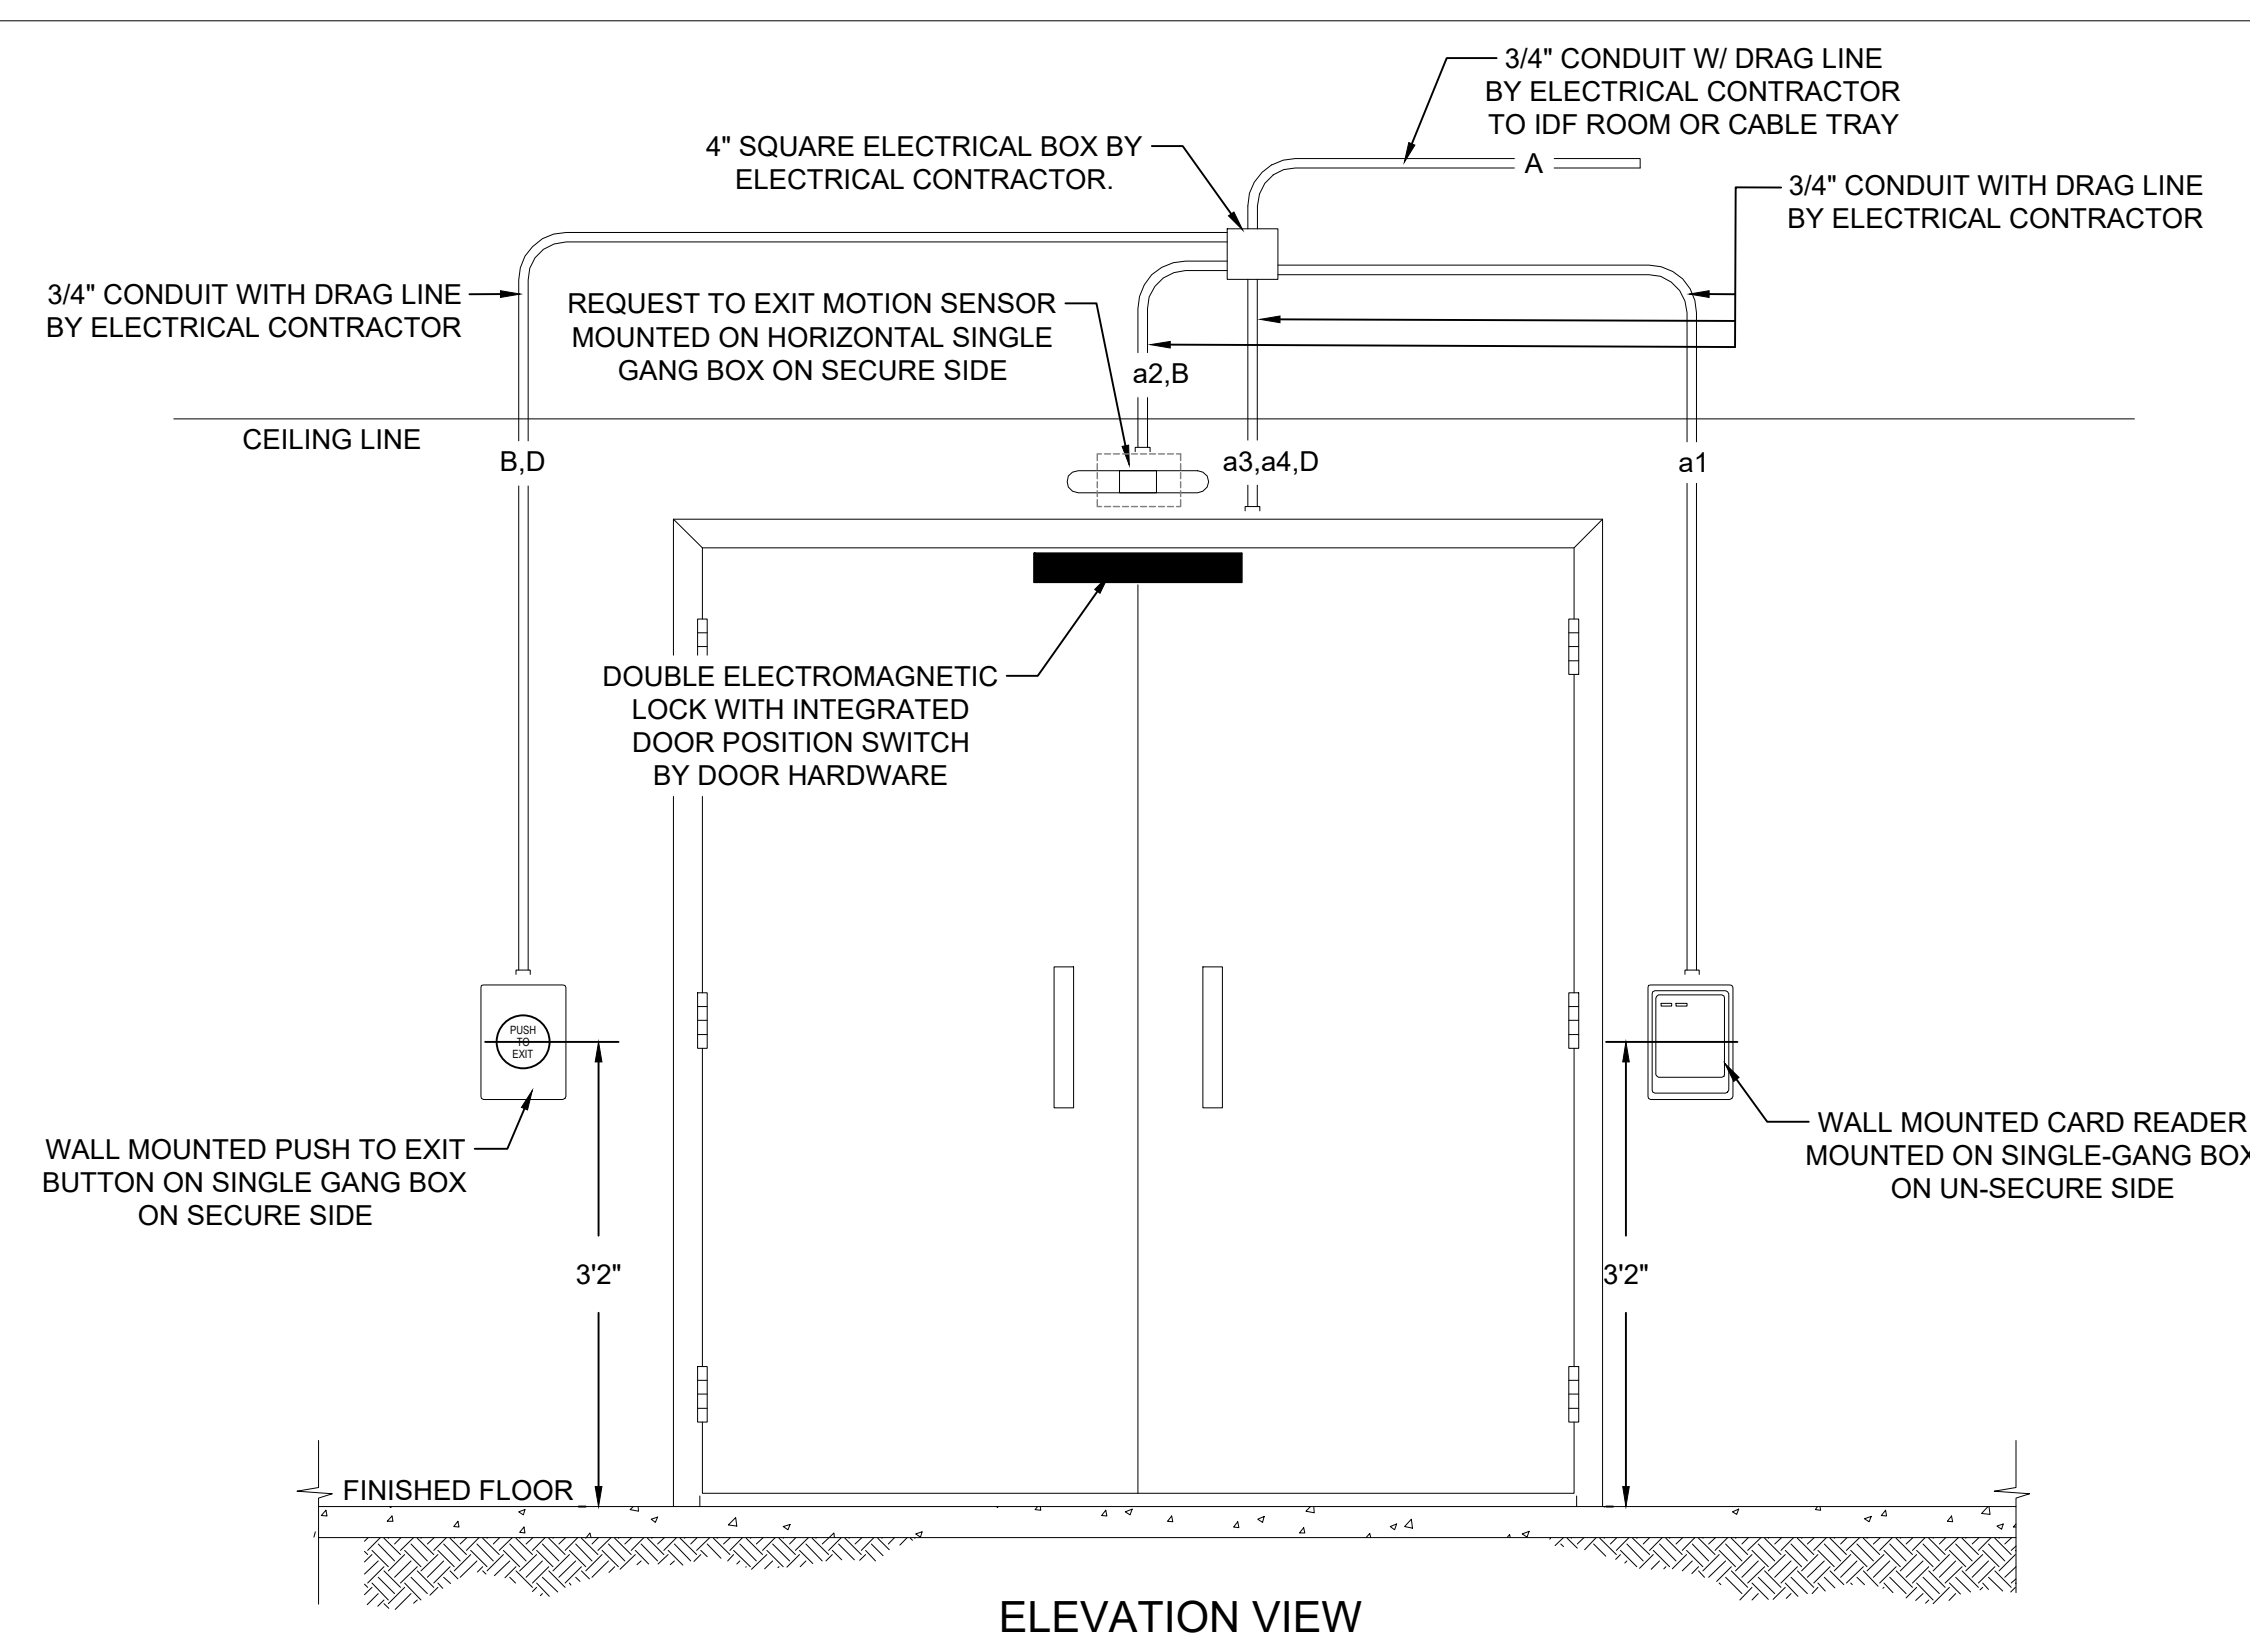 3/4" CONDUIT W/ DRAG LINE
BY ELECTRICAL CONTRACTOR
TO IDF ROOM OR CABLE TRAY
4" SQUARE ELECTRICAL BOX BY
ELECTRICAL CONTRACTOR.
A
3/4" CONDUIT WITH DRAG LINE
BY ELECTRICAL CONTRACTOR
3/4" CONDUIT WITH DRAG LINE
BY ELECTRICAL CONTRACTOR
REQUEST TO EXIT MOTION SENSOR
MOUNTED ON HORIZONTAL SINGLE
GANG BOX ON SECURE SIDE
a2,B
CEILING LINE
B,D
a3,a4,D
a1
DOUBLE ELECTROMAGNETIC
LOCK WITH INTEGRATED
DOOR POSITION SWITCH
BY DOOR HARDWARE
PUSH
TO
EXIT
WALL MOUNTED PUSH TO EXIT
BUTTON ON SINGLE GANG BOX
ON SECURE SIDE
WALL MOUNTED CARD READER
MOUNTED ON SINGLE-GANG BOX
ON UN-SECURE SIDE
3'2"
3'2"
FINISHED FLOOR
ELEVATION VIEW